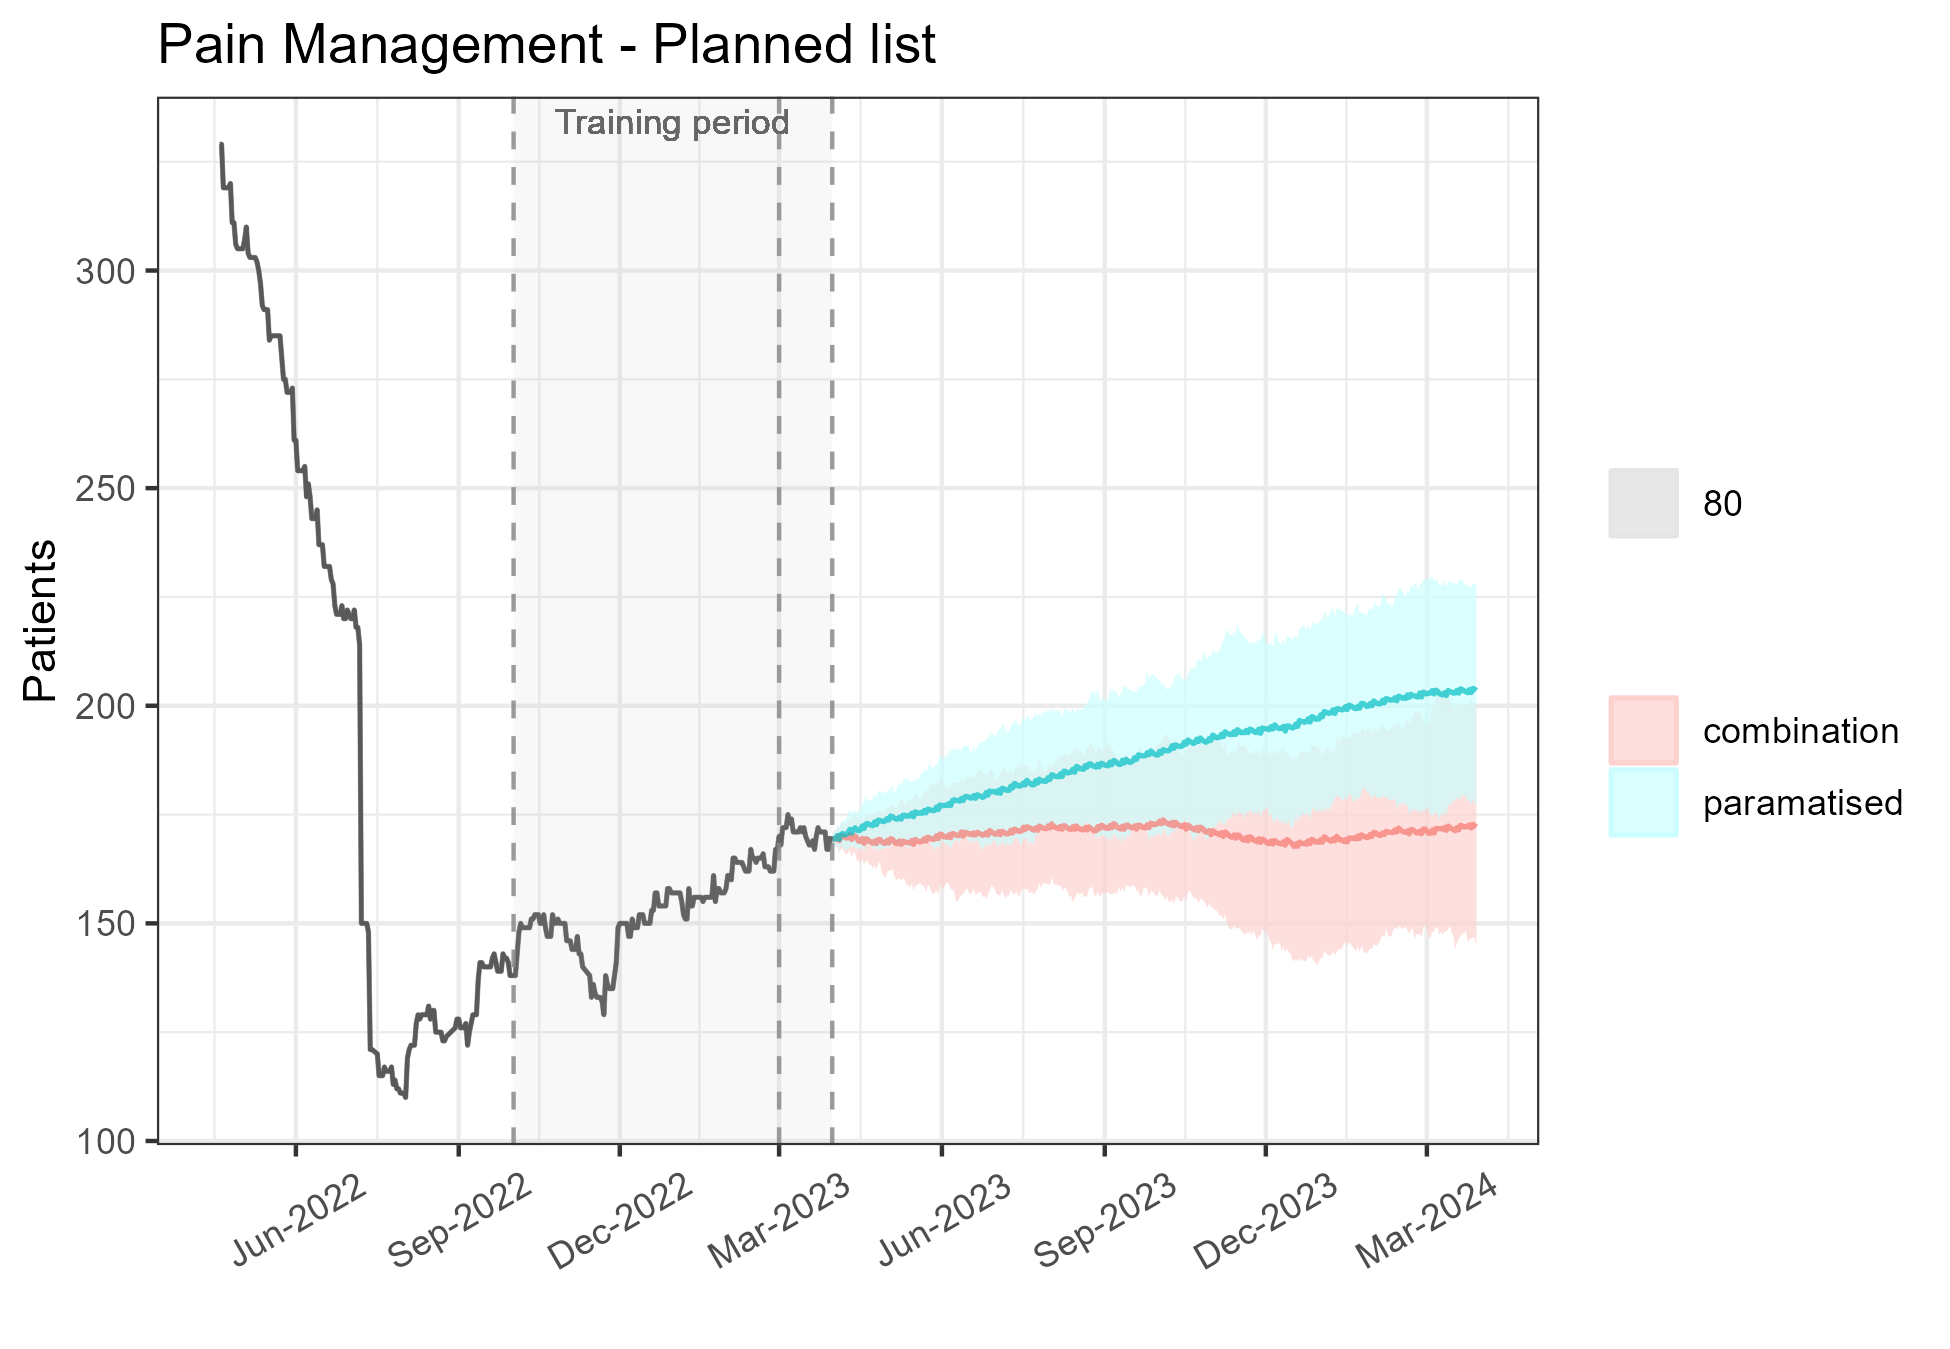 Pain Management - Planned list
Training period
Patients
300
250
200
150
100
Jun-2022
Sep-2022
Dec-2022
Mar-2023
Jun-2023
Sep-2023
Dec-2023
Mar-2024
80
combination
paramatised